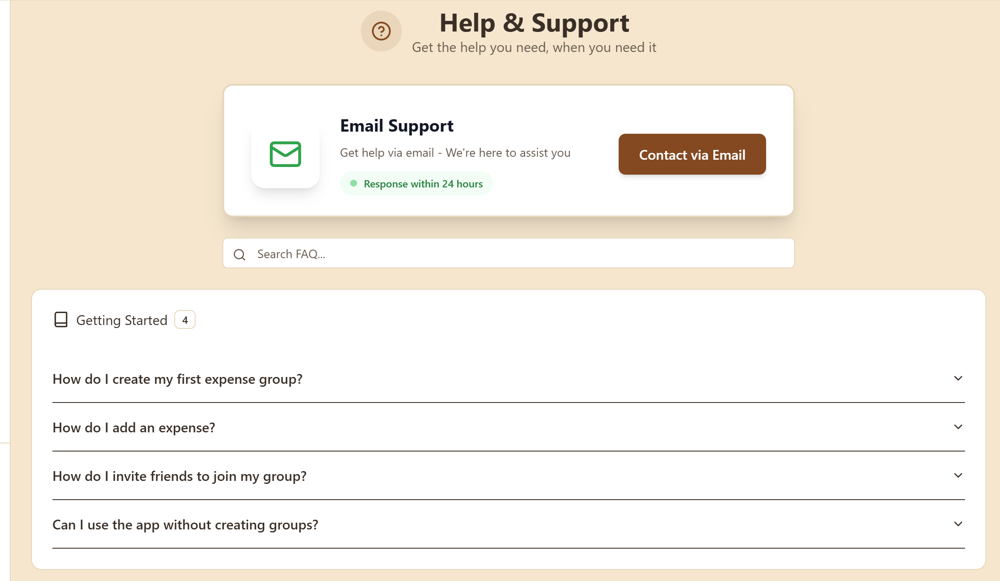 Help & Support
Get the help you need, when you need it
Email Support
Get help via email - We're here to assist you
Response within 24 hours
Contact via Email
Search FAQ...
Getting Started 4
How do I create my first expense group?
How do I add an expense?
How do I invite friends to join my group?
Can I use the app without creating groups?